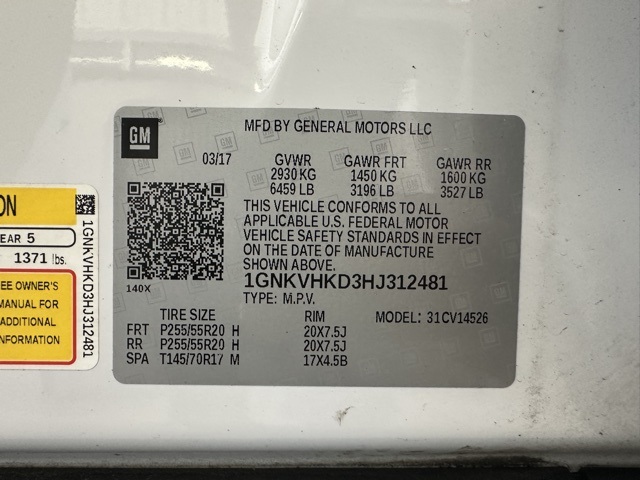 GM
MFD BY GENERAL MOTORS LLC
03/17 GVWR GAWR FRT GAWR RR
2930 KG 1450 KG 1600 KG
6459 LB 3196 LB 3527 LB
THIS VEHICLE CONFORMS TO ALL
APPLICABLE U.S. FEDERAL MOTOR
VEHICLE SAFETY STANDARDS IN EFFECT
ON THE DATE OF MANUFACTURE
SHOWN ABOVE.
140X
1GNKVHKD3HJ312481
TYPE: M.P.V.
TIRE SIZE RIM MODEL: 31CV14526
FRT P255/55R20 H 20X7.5J
RR P255/55R20 H 20X7.5J
SPA T145/70R17 M 17X4.5B
ON
EAR 5
1371 lbs.
EE OWNER'S
MANUAL FOR
ADDITIONAL
INFORMATION
1GNKVHKD3HJ312481